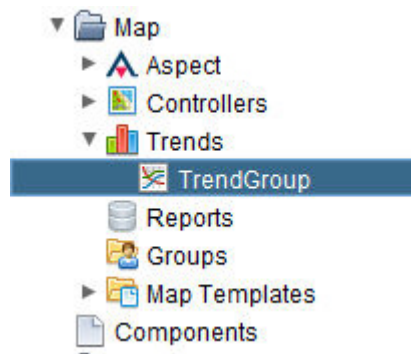 Map
Aspect
Controllers
Trends
TrendGroup
Reports
Groups
Map Templates
Components